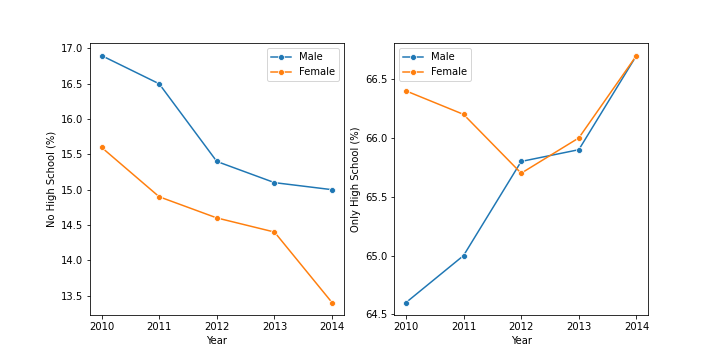 No High School (%)
17.0
16.5
16.0
15.5
15.0
14.5
14.0
13.5
2010
2011
2012
2013
2014
Year
Male
Female
Only High School (%)
66.5
66.0
65.5
65.0
64.5
2010
2011
2012
2013
2014
Year
Male
Female